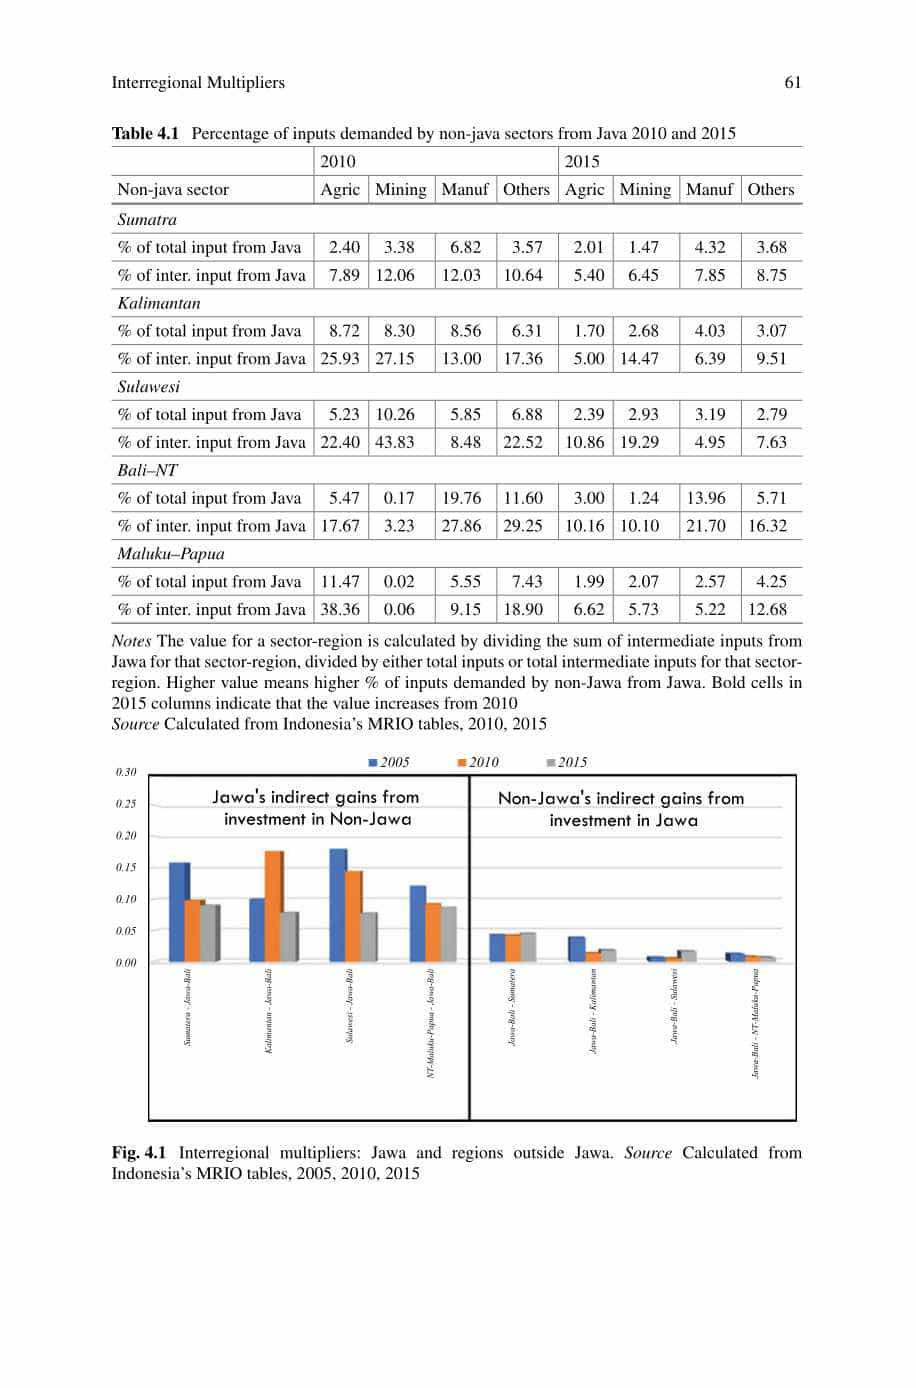 Interregional Multipliers 61
Table 4.1 Percentage of inputs demanded by non-java sectors from Java 2010 and 2015
2010 2015
Non-java sector Agric Mining Manuf Others Agric Mining Manuf Others
Sumatra
% of total input from Java 2.40 3.38 6.82 3.57 2.01 1.47 4.32 3.68
% of inter. input from Java 7.89 12.06 12.03 10.64 5.40 6.45 7.85 8.75
Kalimantan
% of total input from Java 8.72 8.30 8.56 6.31 1.70 2.68 4.03 3.07
% of inter. input from Java 25.93 27.15 13.00 17.36 5.00 14.47 6.39 9.51
Sulawesi
% of total input from Java 5.23 10.26 5.85 6.88 2.39 2.93 3.19 2.79
% of inter. input from Java 22.40 43.83 8.48 22.52 10.86 19.29 4.95 7.63
Bali–NT
% of total input from Java 5.47 0.17 19.76 11.60 3.00 1.24 13.96 5.71
% of inter. input from Java 17.67 3.23 27.86 29.25 10.16 10.10 21.70 16.32
Maluku–Papua
% of total input from Java 11.47 0.02 5.55 7.43 1.99 2.07 2.57 4.25
% of inter. input from Java 38.36 0.06 9.15 18.90 6.62 5.73 5.22 12.68
Notes The value for a sector-region is calculated by dividing the sum of intermediate inputs from
Jawa for that sector-region, divided by either total inputs or total intermediate inputs for that sector-
region. Higher value means higher % of inputs demanded by non-Jawa from Jawa. Bold cells in
2015 columns indicate that the value increases from 2010
Source Calculated from Indonesia's MRIO tables, 2010, 2015
2005 2010 2015
0.30
0.25
0.20
0.15
0.10
0.05
0.00
Jawa's indirect gains from
investment in Non-Jawa
Non-Jawa's indirect gains from
investment in Jawa
Sumatera - Jawa-Bali
Kalimantan - Jawa-Bali
Sulawesi - Jawa-Bali
NT-Maluku-Papua - Jawa-Bali
Jawa-Bali - Sumatera
Jawa-Bali - Kalimantan
Jawa-Bali - Sulawesi
Jawa-Bali - NT-Maluku-Papua
Fig. 4.1 Interregional multipliers: Jawa and regions outside Jawa. Source Calculated from
Indonesia's MRIO tables, 2005, 2010, 2015